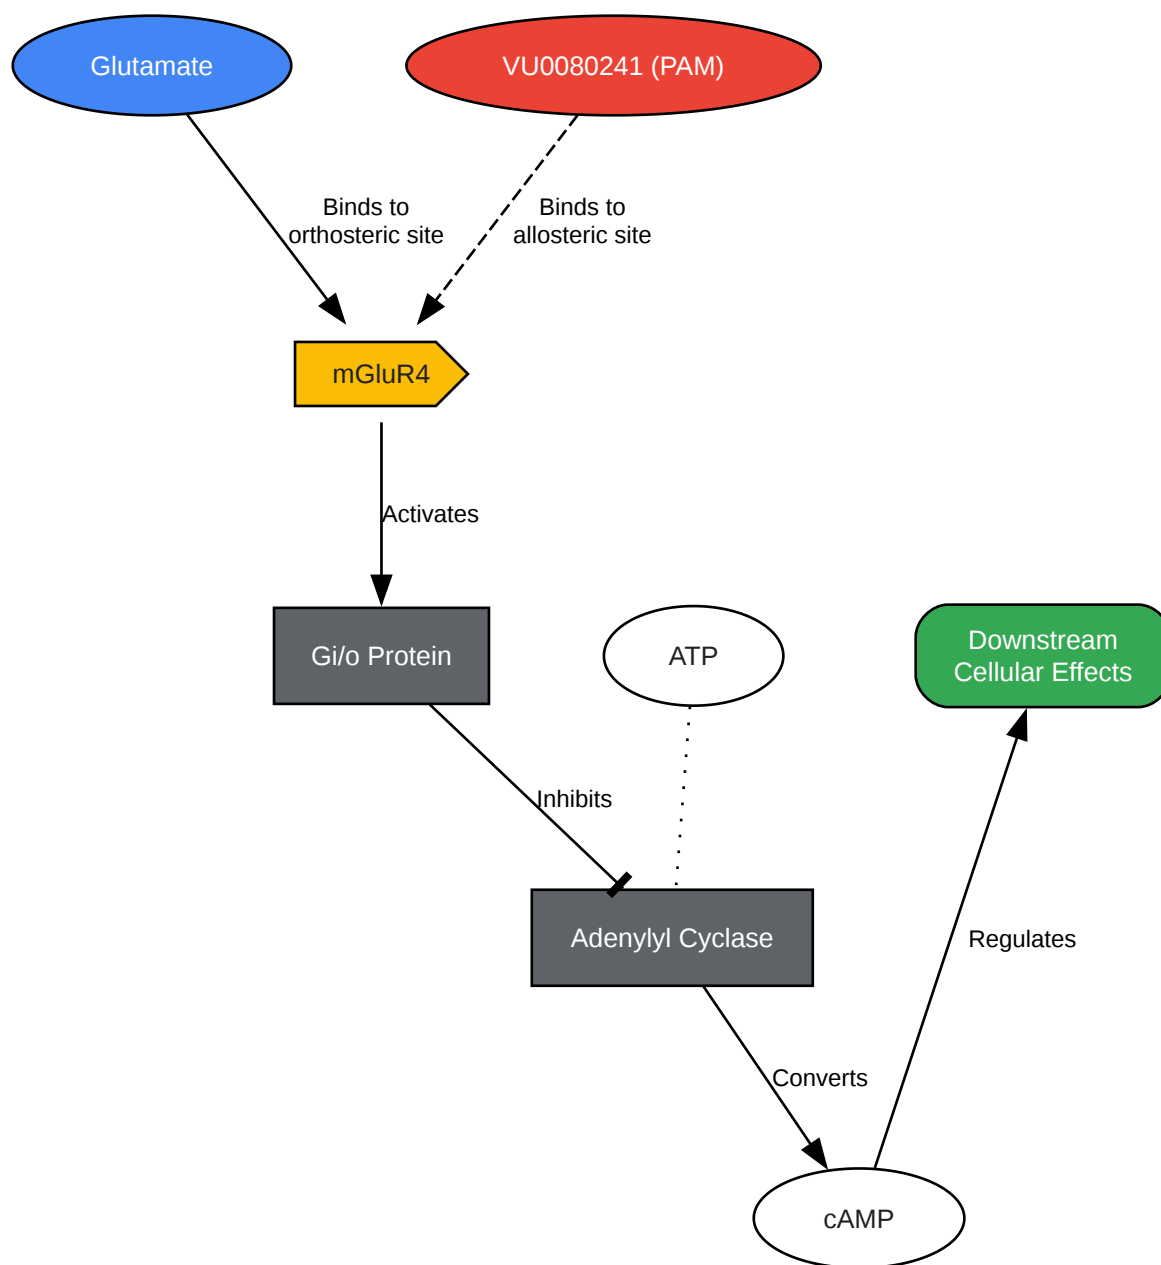 Glutamate
VU0080241 (PAM)
Binds to
orthosteric site
Binds to
allosteric site
mGluR4
Activates
Gi/o Protein
ATP
Downstream
Cellular Effects
Inhibits
Adenylyl Cyclase
Regulates
Converts
cAMP